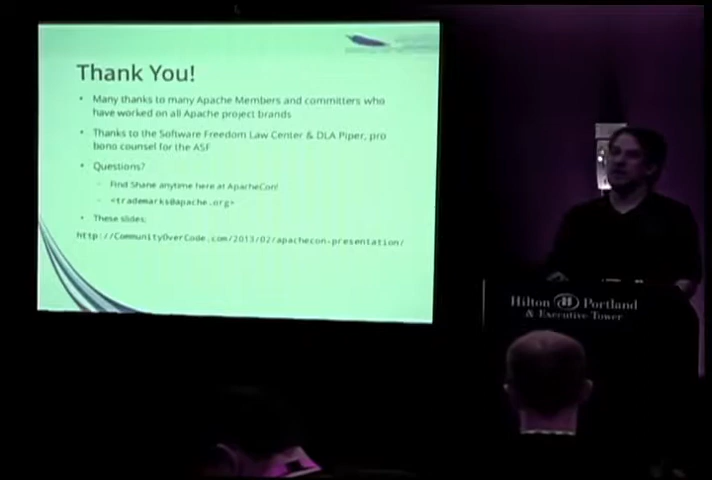 Thank You!
• Many thanks to many Apache Members and committers who
have worked on all Apache project brands
• Thanks to the Software Freedom Law Center & DLA Piper, pro
bono counsel for the ASF
• Questions?
– Find Shane anytime here at ApacheCon!
– <trademarks@apache.org>
• These slides:
http://CommunityOverCode.com/2013/02/apachecon-presentation/
Hilton Portland
& Executive Tower